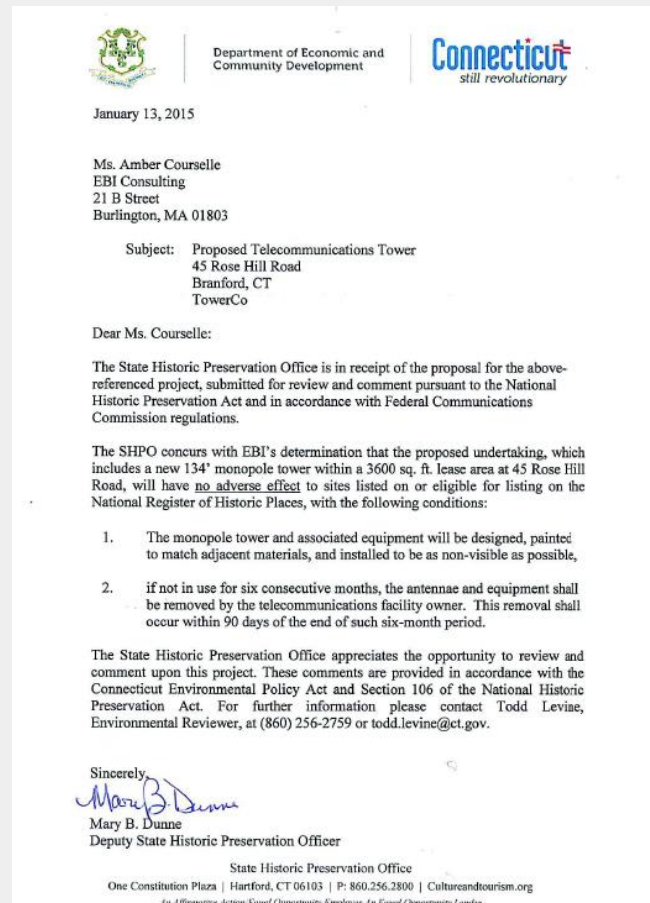 Department of Economic and
Community Development
Connecticut
still revolutionary
January 13, 2015
Ms. Amber Courselle
EBI Consulting
21 B Street
Burlington, MA 01803
Subject: Proposed Telecommunications Tower
45 Rose Hill Road
Branford, CT
TowerCo
Dear Ms. Courselle:
The State Historic Preservation Office is in receipt of the proposal for the above-
referenced project, submitted for review and comment pursuant to the National
Historic Preservation Act and in accordance with Federal Communications
Commission regulations.
The SHPO concurs with EBI's determination that the proposed undertaking, which
includes a new 134' monopole tower within a 3600 sq. ft. lease area at 45 Rose Hill
Road, will have no adverse effect to sites listed on or eligible for listing on the
National Register of Historic Places, with the following conditions:
1. The monopole tower and associated equipment will be designed, painted
to match adjacent materials, and installed to be as non-visible as possible,
2. if not in use for six consecutive months, the antennae and equipment shall
be removed by the telecommunications facility owner. This removal shall
occur within 90 days of the end of such six-month period.
The State Historic Preservation Office appreciates the opportunity to review and
comment upon this project. These comments are provided in accordance with the
Connecticut Environmental Policy Act and Section 106 of the National Historic
Preservation Act. For further information please contact Todd Levine,
Environmental Reviewer, at (860) 256-2759 or todd.levine@ct.gov.
Sincerely,
Mary B. Dunne
Mary B. Dunne
Deputy State Historic Preservation Officer
State Historic Preservation Office
One Constitution Plaza | Hartford, CT 06103 | P: 860.256.2800 | Cultureandtourism.org
An Affirmative Action/Equal Opportunity Employer An Equal Opportunity Lender